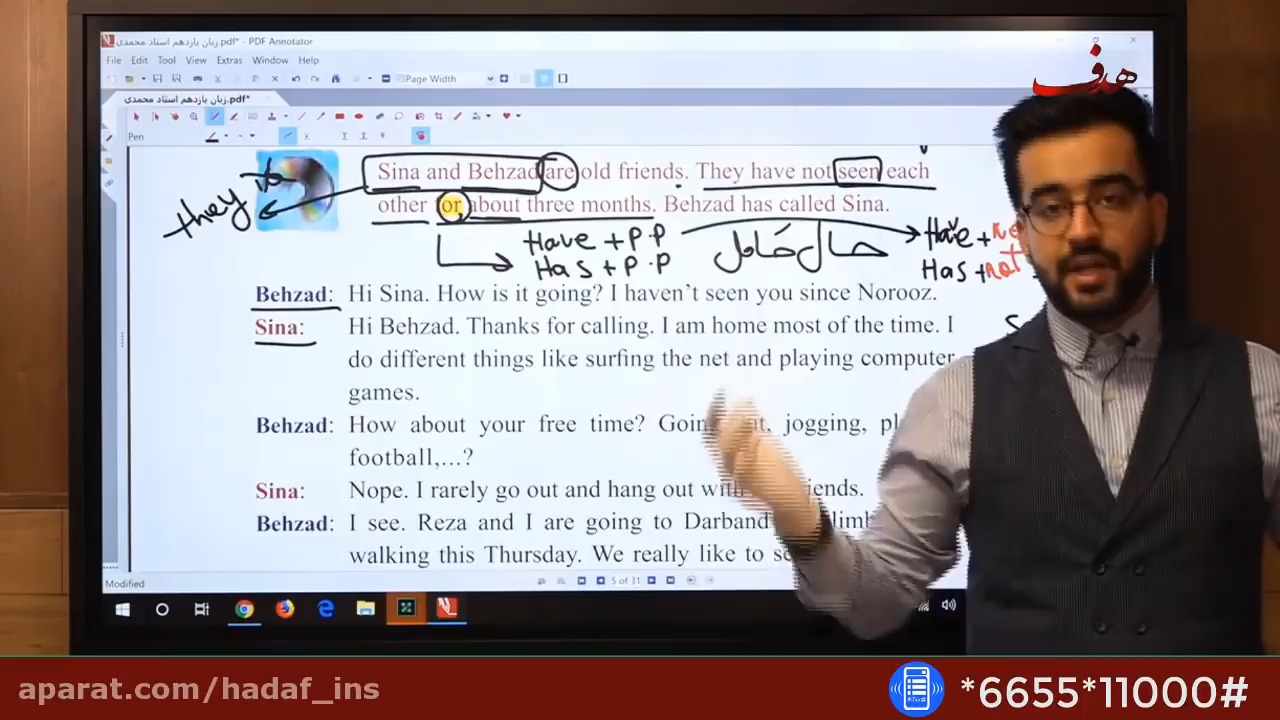 زبان یازدهم استاد محمدی.pdf* - PDF Annotator
هدف
File Edit Tool View Extras Window Help
Page Width
زبان یازدهم استاد محمدی.pdf*
Pen
Sina and Behzad are old friends. They have not seen each
they
other for about three months. Behzad has called Sina.
Have + P.P
حال کامل
Have +
Has + P.P
Has + not
Behzad: Hi Sina. How is it going? I haven't seen you since Norooz.
Sina: Hi Behzad. Thanks for calling. I am home most of the time. I
do different things like surfing the net and playing computer
games.
Behzad: How about your free time? jogging,
football,...?
Sina: Nope. I rarely go out and hang out
Behzad: I see. Reza and I are going to Darband
walking this Thursday. We really like to
Modified
5 of 31
aparat.com/hadaf_ins
*6655*11000#